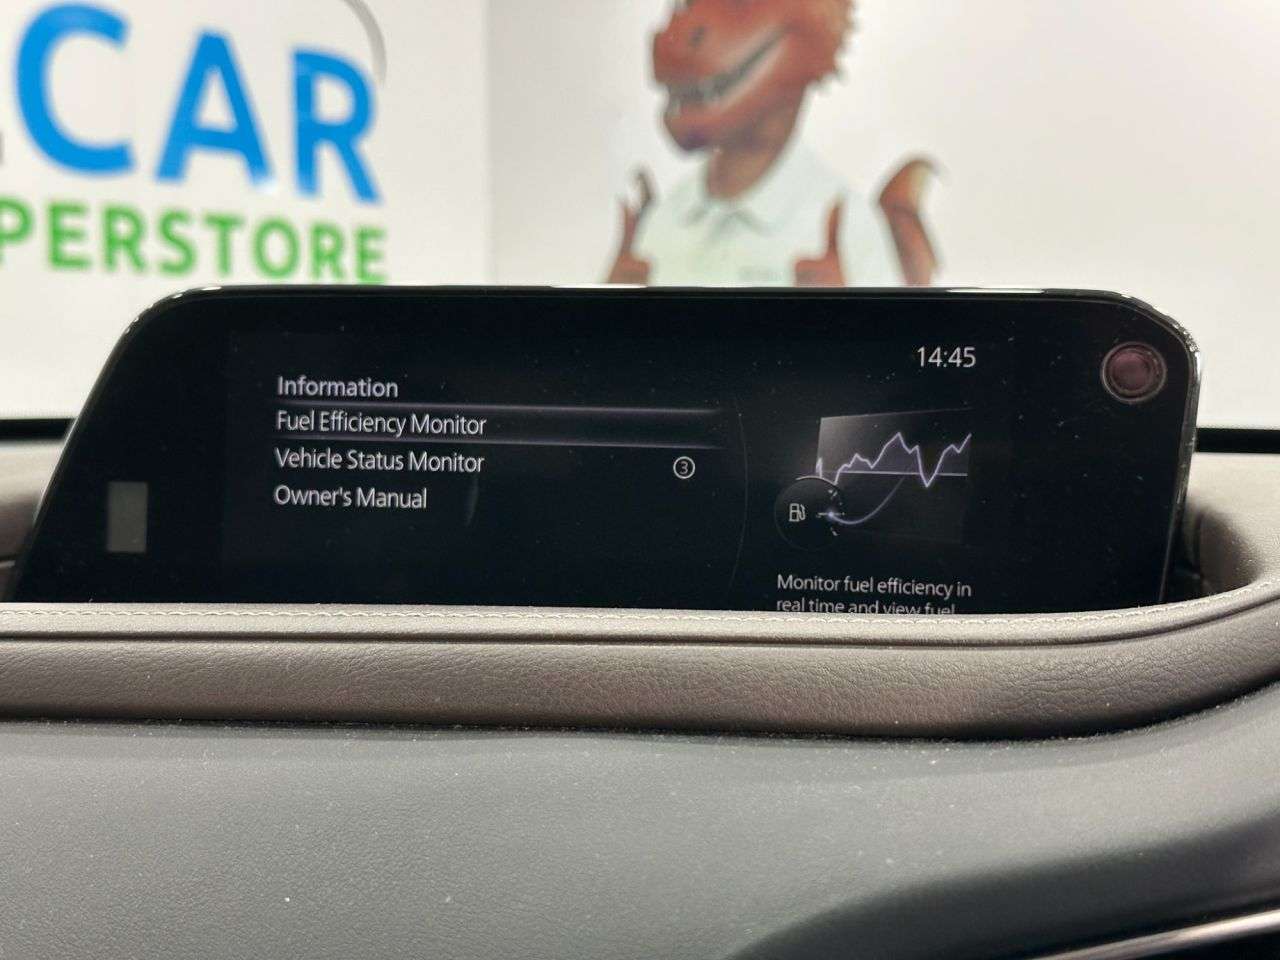 CAR
PERSTORE
14:45
Information
Fuel Efficiency Monitor
Vehicle Status Monitor
3
Owner's Manual
Monitor fuel efficiency in
real time and view fuel